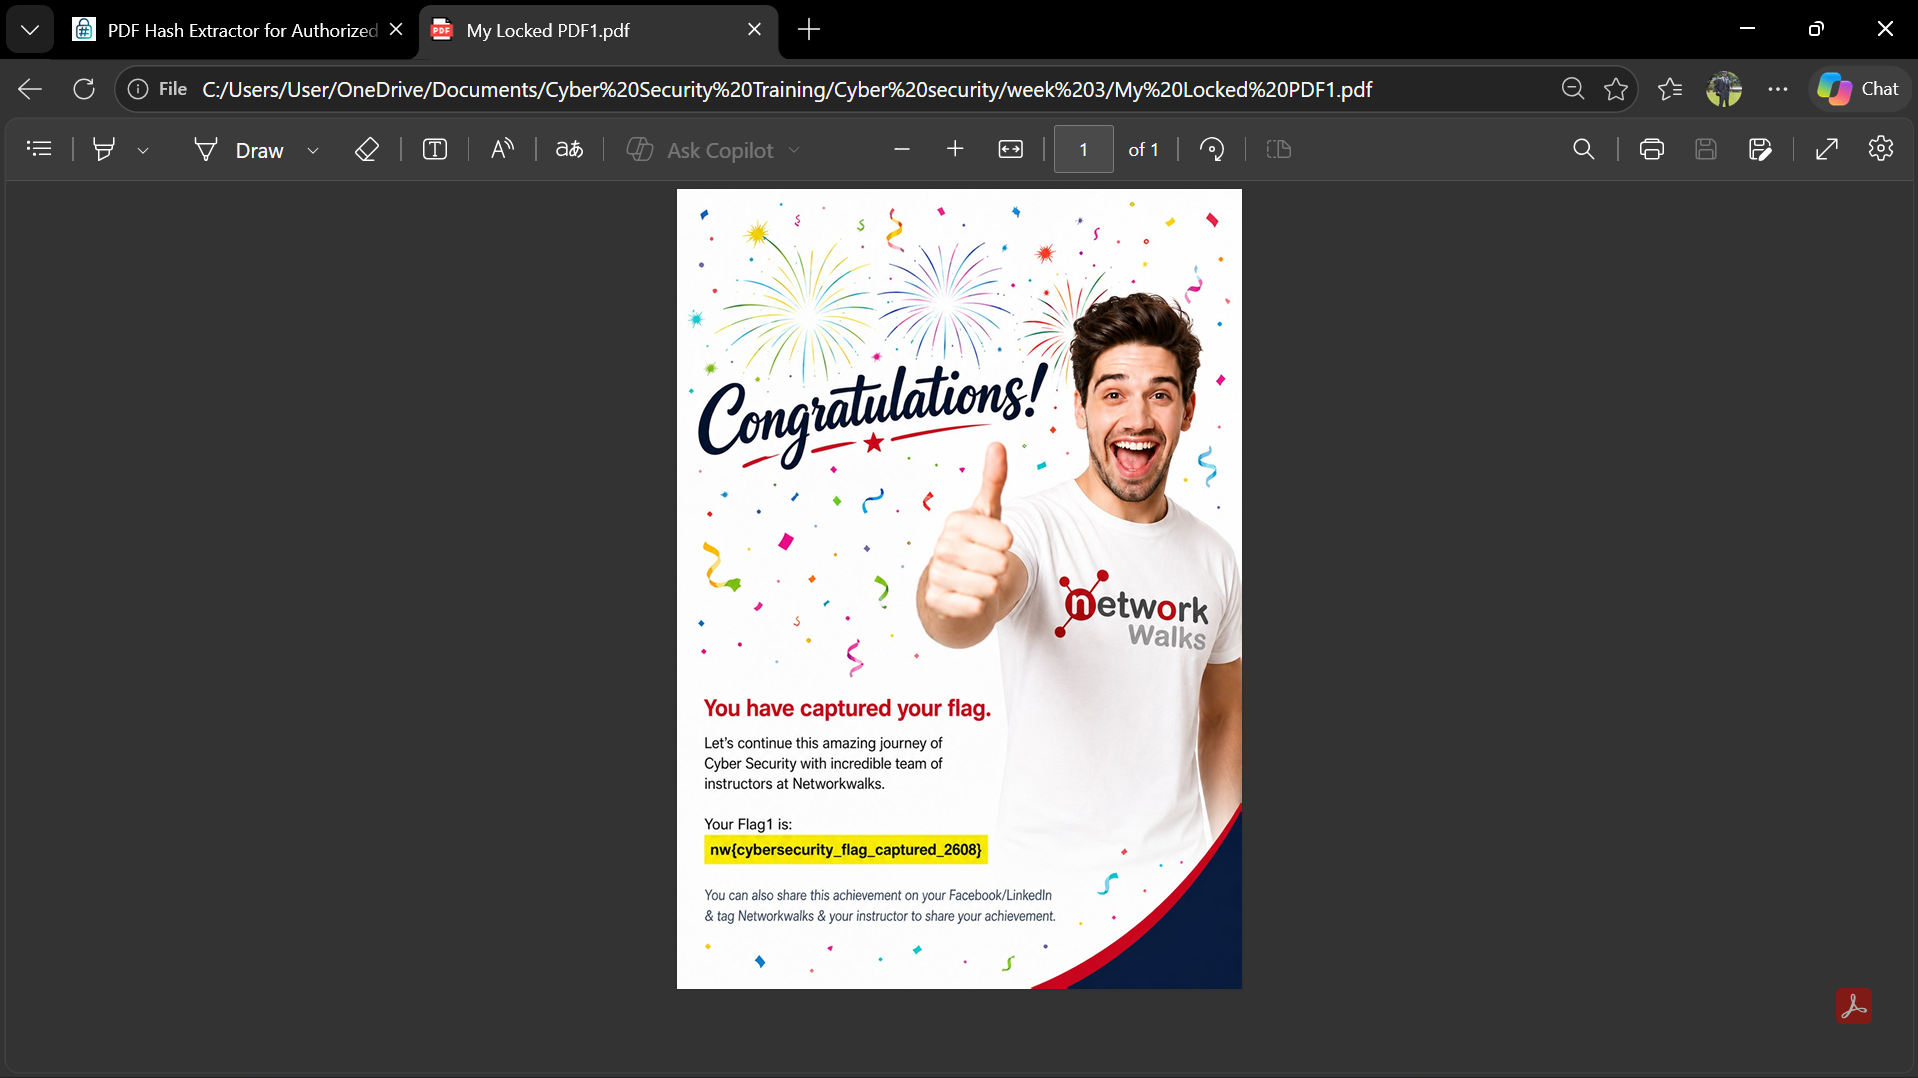 PDF Hash Extractor for Authorized
My Locked PDF1.pdf
File C:/Users/User/OneDrive/Documents/Cyber%20Security%20Training/Cyber%20security/week%203/My%20Locked%20PDF1.pdf
Chat
Draw
Ask Copilot
1 of 1
Congratulations!
network
Walks
You have captured your flag.
Let's continue this amazing journey of
Cyber Security with incredible team of
instructors at Networkwalks.
Your Flag1 is:
nw{cybersecurity_flag_captured_2608}
You can also share this achievement on your Facebook/LinkedIn
& tag Networkwalks & your instructor to share your achievement.